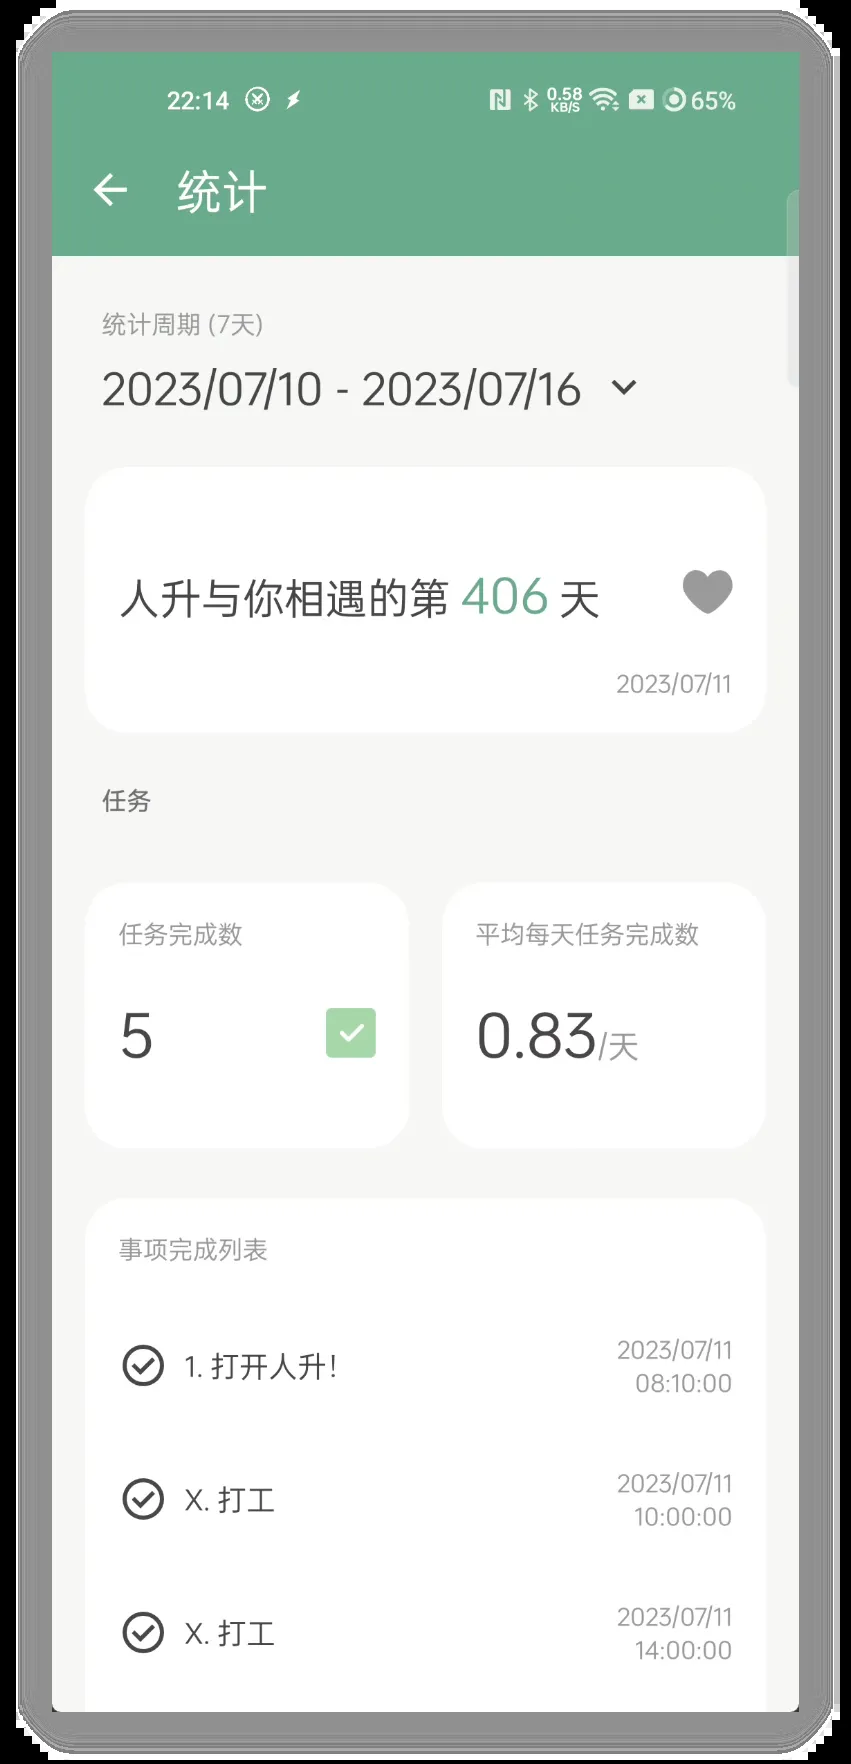 22:14 0.58 KB/S 65%
统计
统计周期 (7天)
2023/07/10 - 2023/07/16
人升与你相遇的第 406 天
2023/07/11
任务
任务完成数
5
平均每天任务完成数
0.83/天
事项完成列表
1. 打开人升!
2023/07/11
08:10:00
X. 打工
2023/07/11
10:00:00
X. 打工
2023/07/11
14:00:00